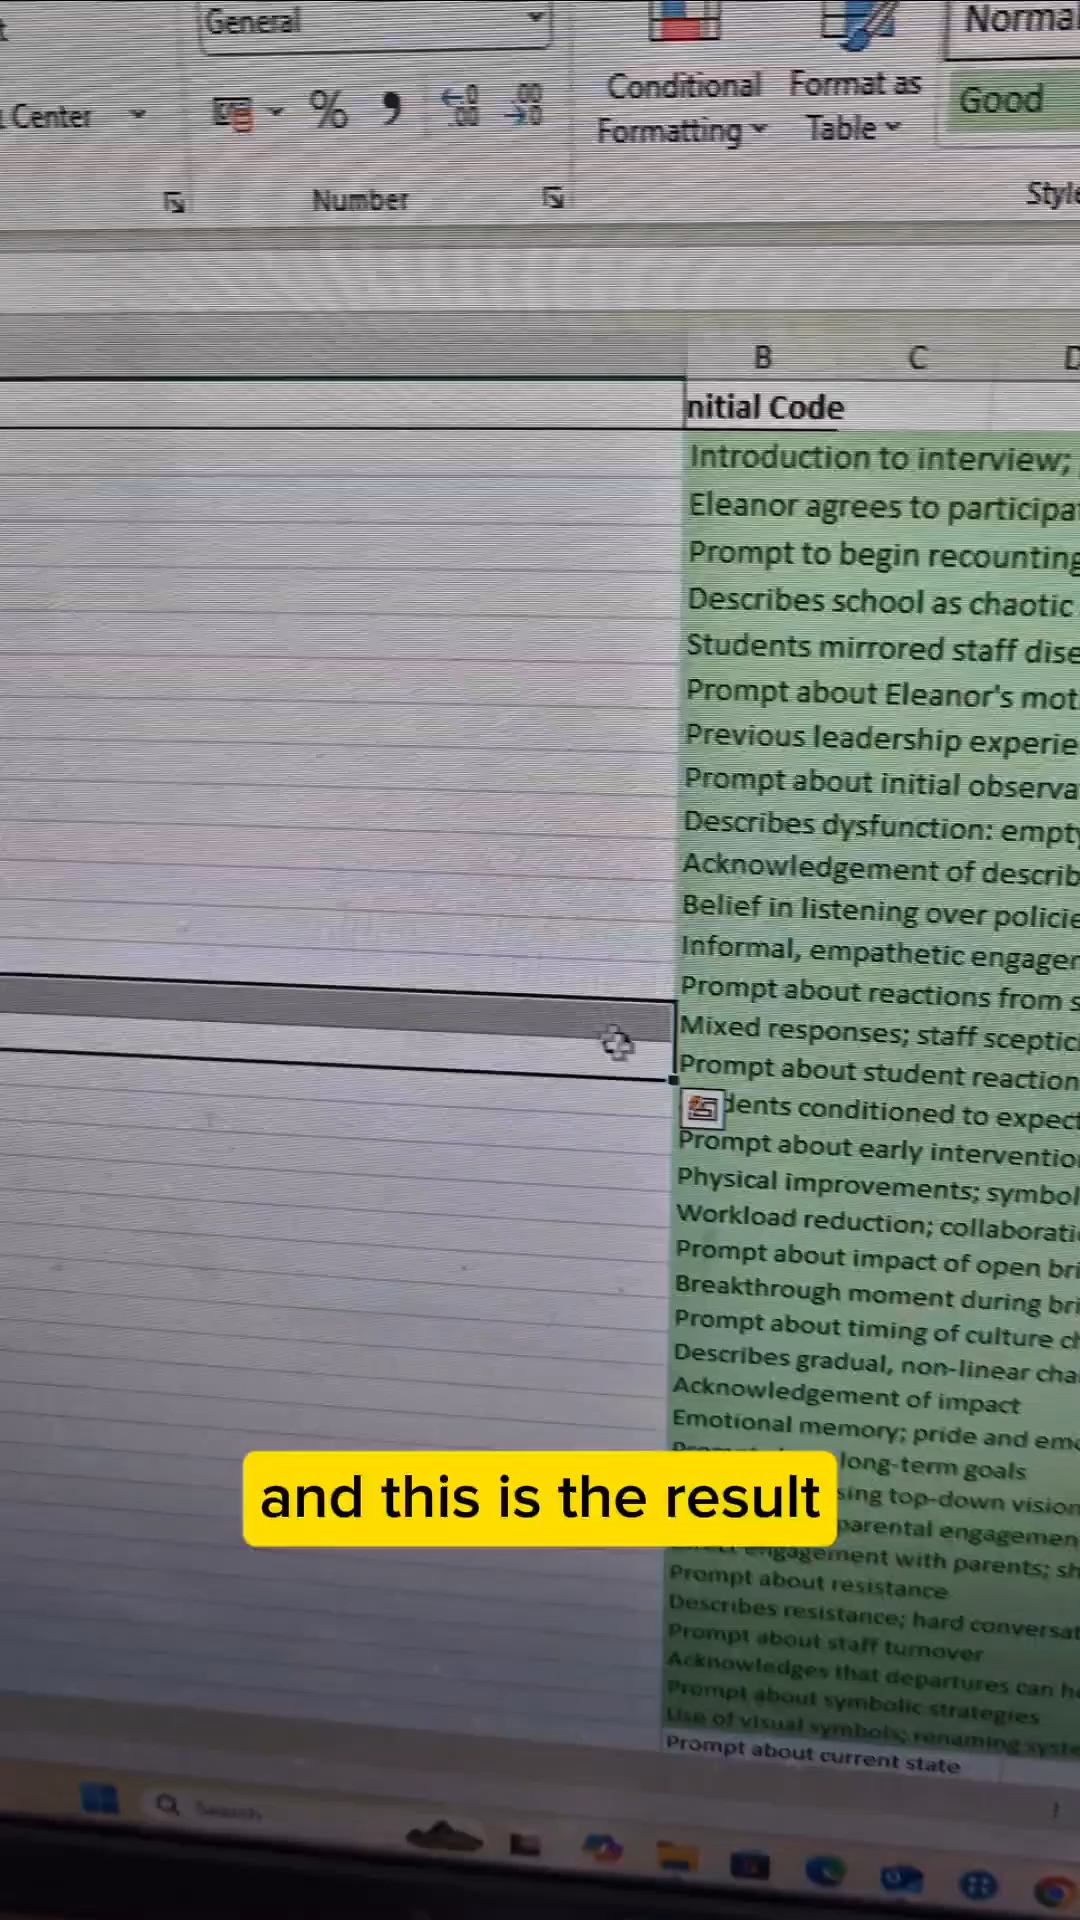 General
Normal
Center
%
Conditional
Formatting
Format as
Table
Good
Number
Style
B
C
D
nitial Code
Introduction to interview;
Eleanor agrees to participa
Prompt to begin recounting
Describes school as chaotic
Students mirrored staff dise
Prompt about Eleanor's mot
Previous leadership experie
Prompt about initial observa
Describes dysfunction: empty
Acknowledgement of describ
Belief in listening over policie
Informal, empathetic engagem
Prompt about reactions from s
Mixed responses; staff sceptic
Prompt about student reaction
dents conditioned to expect
Prompt about early interventio
Physical improvements; symbol
Workload reduction; collaborati
Prompt about impact of open bri
Breakthrough moment during bri
Prompt about timing of culture ch
Describes gradual, non-linear cha
Acknowledgement of impact
Emotional memory; pride and emo
long-term goals
sing top-down vision
parental engagemen
engagement with parents; sh
Prompt about resistance
Describes resistance; hard conversat
Prompt about staff turnover
Acknowledges that departures can he
Prompt about symbolic strategies
Use of visual symbols; renaming syste
Prompt about current state
and this is the result
Search